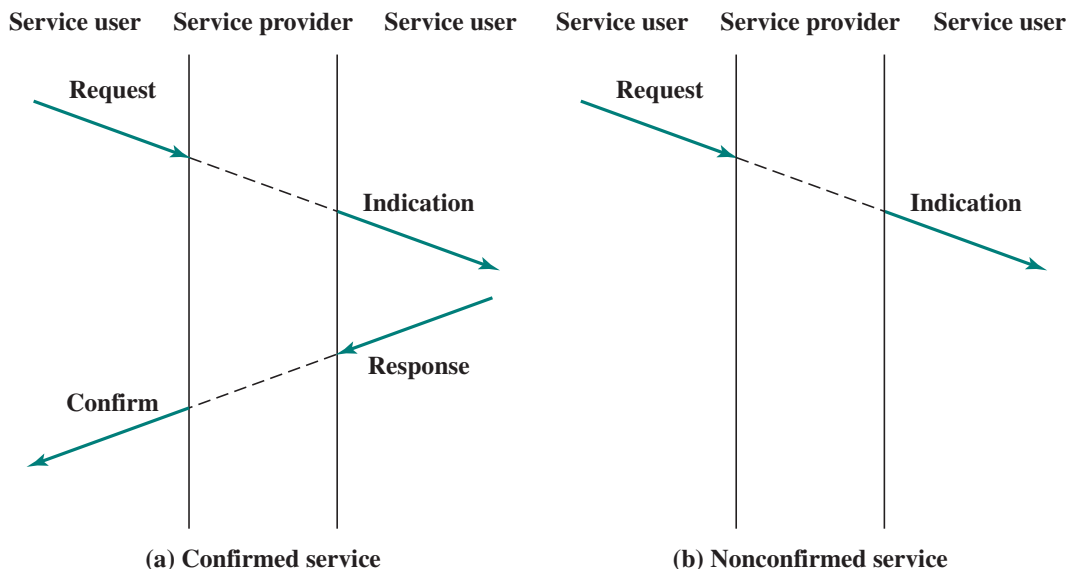 Service user Service provider Service user
Request
Indication
Response
Confirm
(a) Confirmed service
Service user Service provider Service user
Request
Indication
(b) Nonconfirmed service